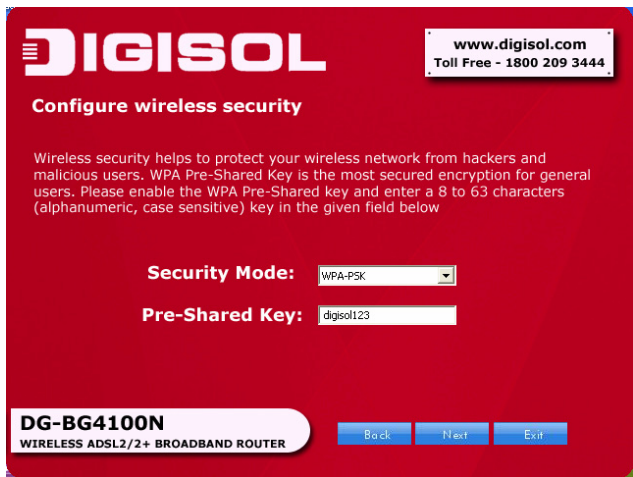 DIGISOL
www.digisol.com
Toll Free - 1800 209 3444
Configure wireless security
Wireless security helps to protect your wireless network from hackers and
malicious users. WPA Pre-Shared Key is the most secured encryption for general
users. Please enable the WPA Pre-Shared key and enter a 8 to 63 characters
(alphanumeric, case sensitive) key in the given field below
Security Mode: WPA-PSK
Pre-Shared Key: digisol123
DG-BG4100N
WIRELESS ADSL2/2+ BROADBAND ROUTER
Back Next Exit